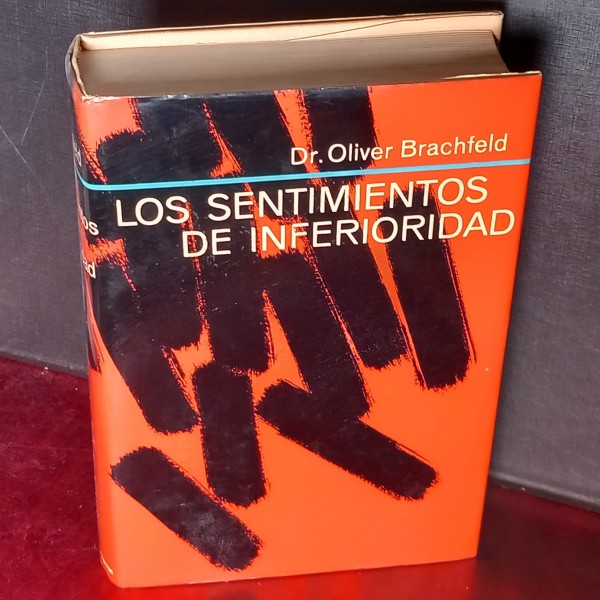 Dr. Oliver Brachfeld
LOS SENTIMIENTOS
DE INFERIORIDAD